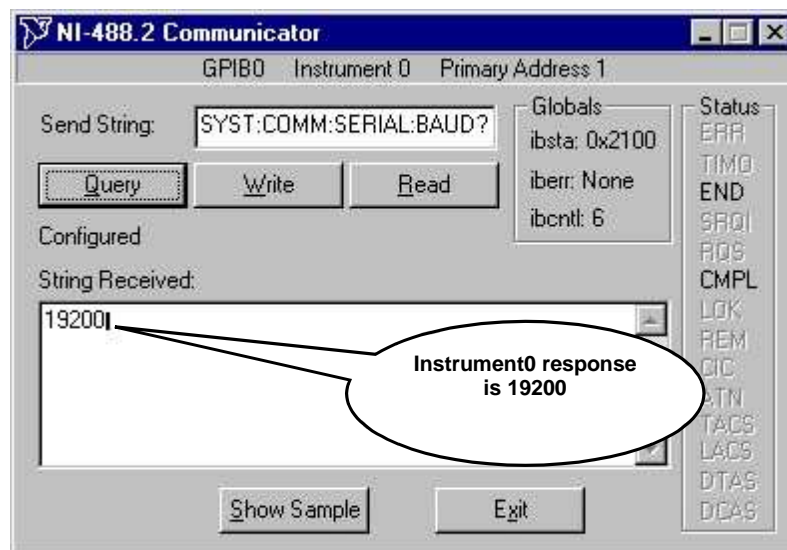 NI-488.2 Communicator
GPIB0 Instrument 0 Primary Address 1
Send String:
SYST:COMM:SERIAL:BAUD?
Query
Write
Read
Configured
String Received:
19200
Instrument0 response
is 19200
Show Sample
Exit
Globals
ibsta: 0x2100
iberr: None
ibcntl: 6
Status
ERR
TIMO
END
SRQI
RQS
CMPL
LOK
REM
CIC
ATN
TACS
LACS
DTAS
DCAS